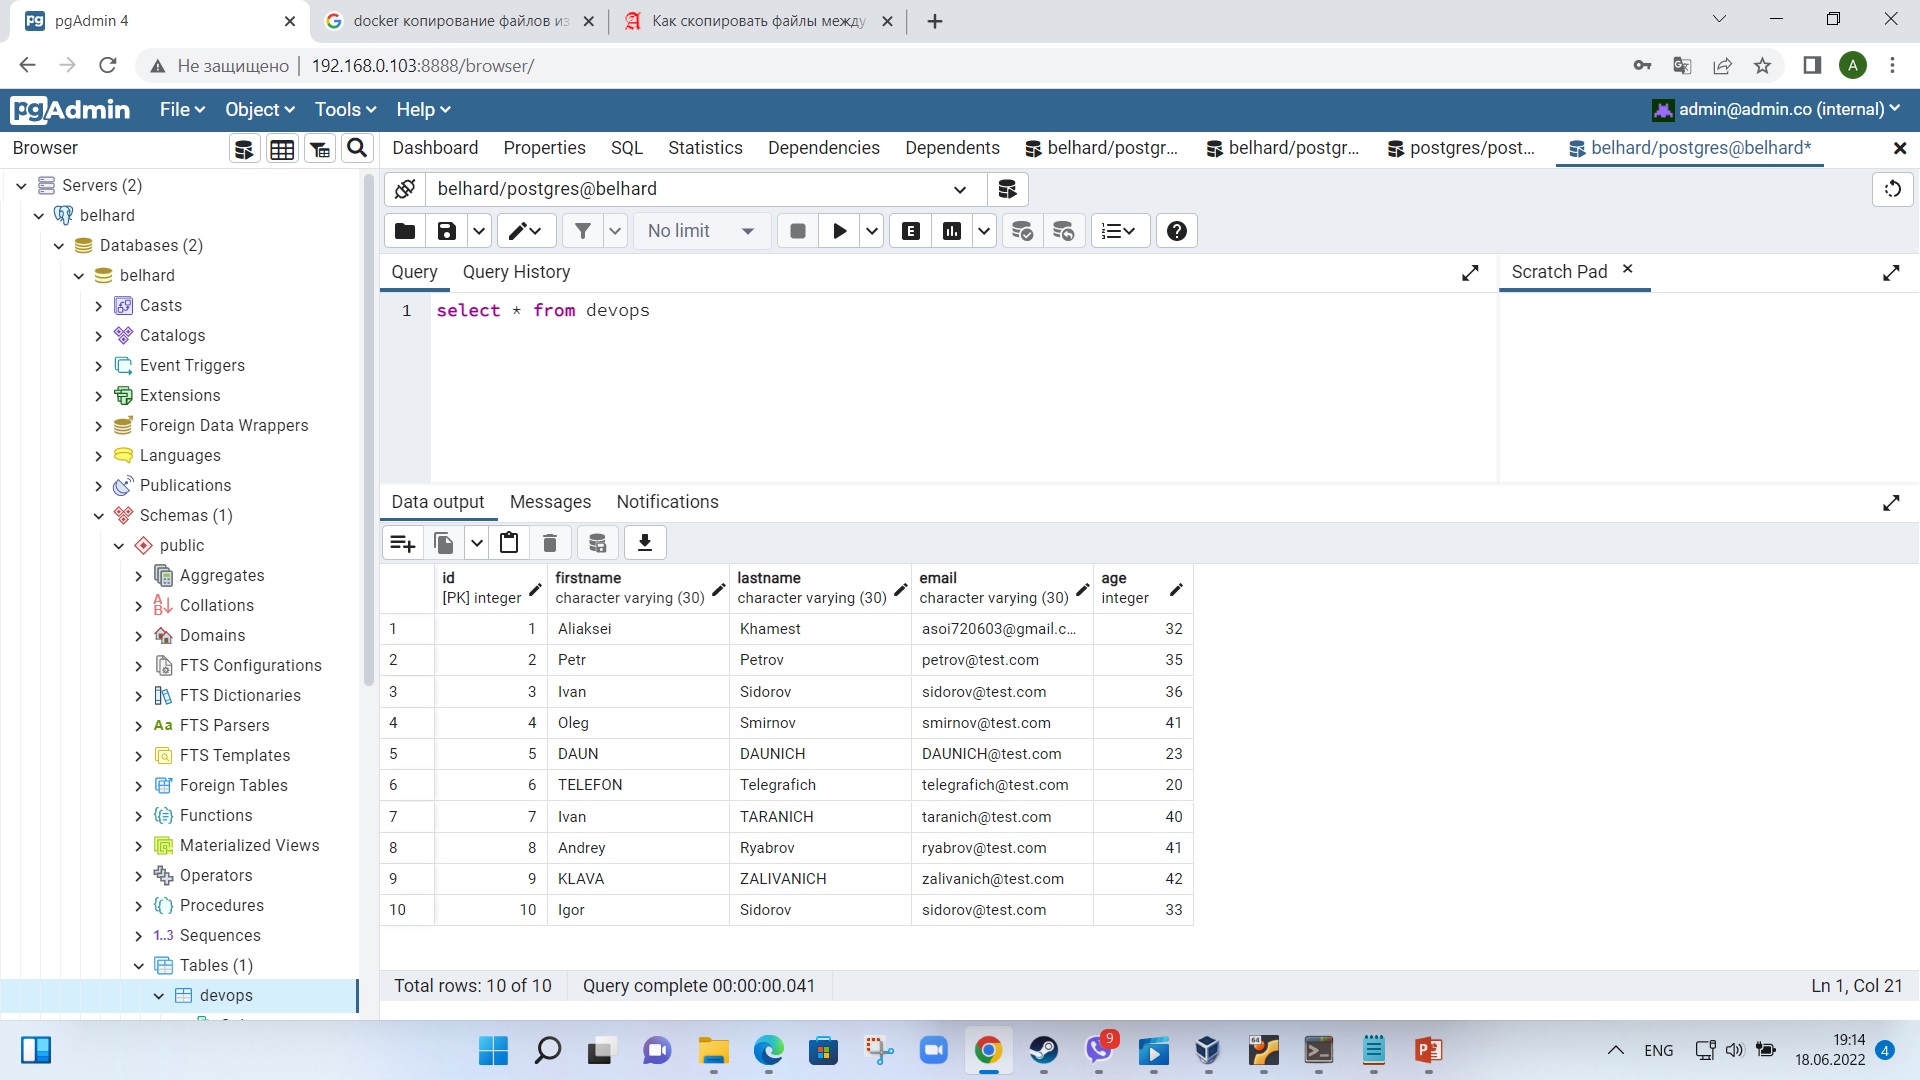 pgAdmin 4
docker копирование файлов из
Как скопировать файлы между
Не защищено
192.168.0.103:8888/browser/
A
pgAdmin
File
Object
Tools
Help
admin@admin.co (internal)
Browser
Dashboard
Properties
SQL
Statistics
Dependencies
Dependents
belhard/postgr...
belhard/postgr...
postgres/post...
belhard/postgres@belhard*
Servers (2)
belhard
Databases (2)
belhard
Casts
Catalogs
Event Triggers
Extensions
Foreign Data Wrappers
Languages
Publications
Schemas (1)
public
Aggregates
Collations
Domains
FTS Configurations
FTS Dictionaries
Aa FTS Parsers
FTS Templates
Foreign Tables
Functions
Materialized Views
Operators
Procedures
1..3 Sequences
Tables (1)
devops
belhard/postgres@belhard
No limit
E
Query
Query History
Scratch Pad
1 select * from devops
Data output
Messages
Notifications
id [PK] integer
firstname character varying (30)
lastname character varying (30)
email character varying (30)
age integer
1 1 Aliaksei Khamest asoi720603@gmail.c... 32
2 2 Petr Petrov petrov@test.com 35
3 3 Ivan Sidorov sidorov@test.com 36
4 4 Oleg Smirnov smirnov@test.com 41
5 5 DAUN DAUNICH DAUNICH@test.com 23
6 6 TELEFON Telegrafich telegrafich@test.com 20
7 7 Ivan TARANICH taranich@test.com 40
8 8 Andrey Ryabrov ryabrov@test.com 41
9 9 KLAVA ZALIVANICH zalivanich@test.com 42
10 10 Igor Sidorov sidorov@test.com 33
Total rows: 10 of 10
Query complete 00:00:00.041
Ln 1, Col 21
9
64
ENG
19:14
18.06.2022
4